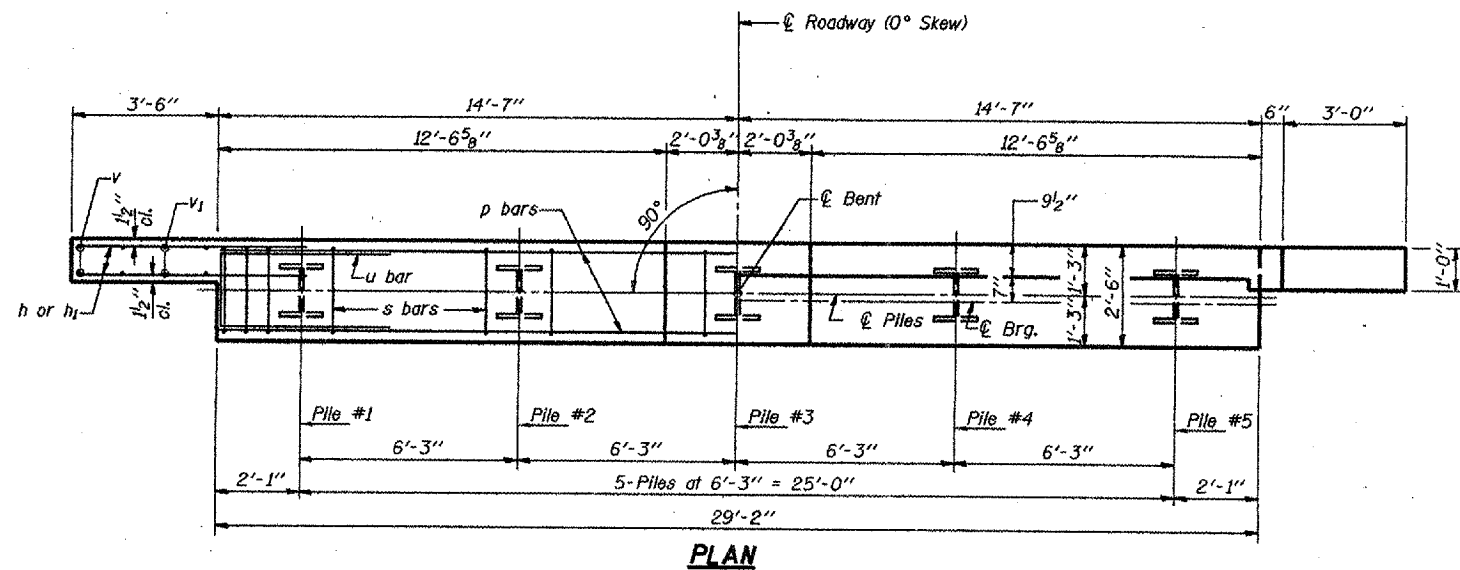 ℄ Roadway (0° Skew)
3'-6" 14'-7" 14'-7" 6" 3'-0"
12'-6⅝" 2'-0⅜" 2'-0⅜" 12'-6⅝"
v
v1
1½" cl.
p bars
90°
℄ Bent
9½"
u bar
h or h1
1½" cl.
s bars
7"
1'-3"
1'-3"
2'-6"
1'-0"
℄ Piles
℄ Brg.
Pile #1 Pile #2 Pile #3 Pile #4 Pile #5
6'-3" 6'-3" 6'-3" 6'-3"
2'-1" 5-Piles at 6'-3" = 25'-0" 2'-1"
29'-2"
PLAN